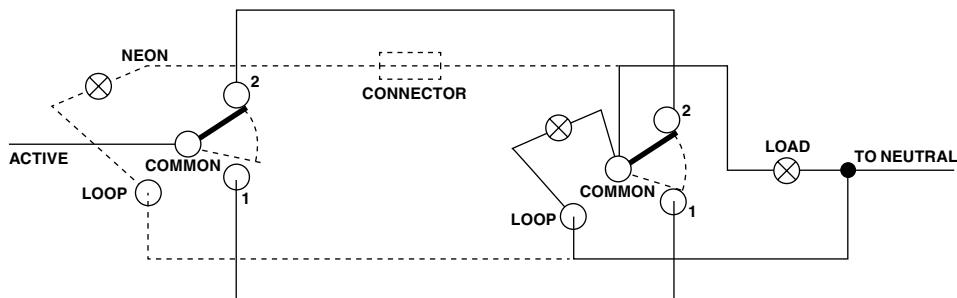 NEON
2
CONNECTOR
2
ACTIVE
COMMON
LOAD
TO NEUTRAL
COMMON
LOOP
1
LOOP
1